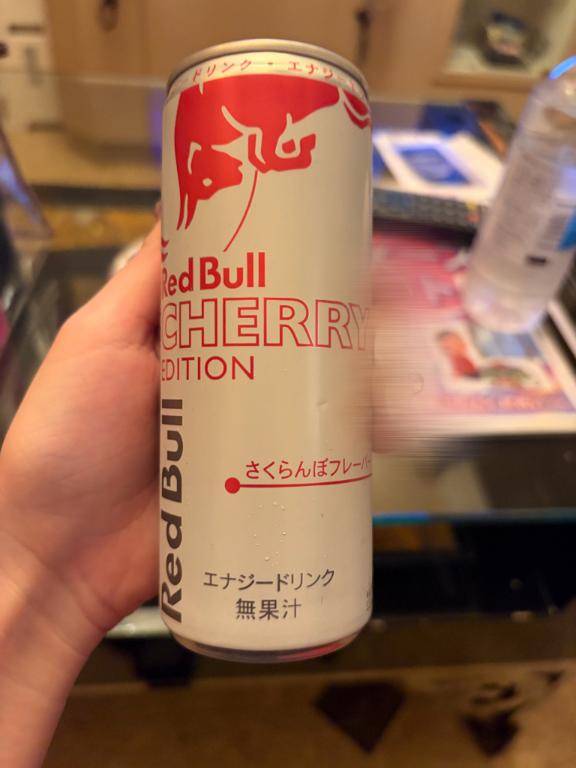 ドリンク・エナジー
Red Bull
CHERRY
EDITION
Red Bull
さくらんぼフレーバー
エナジードリンク
無果汁